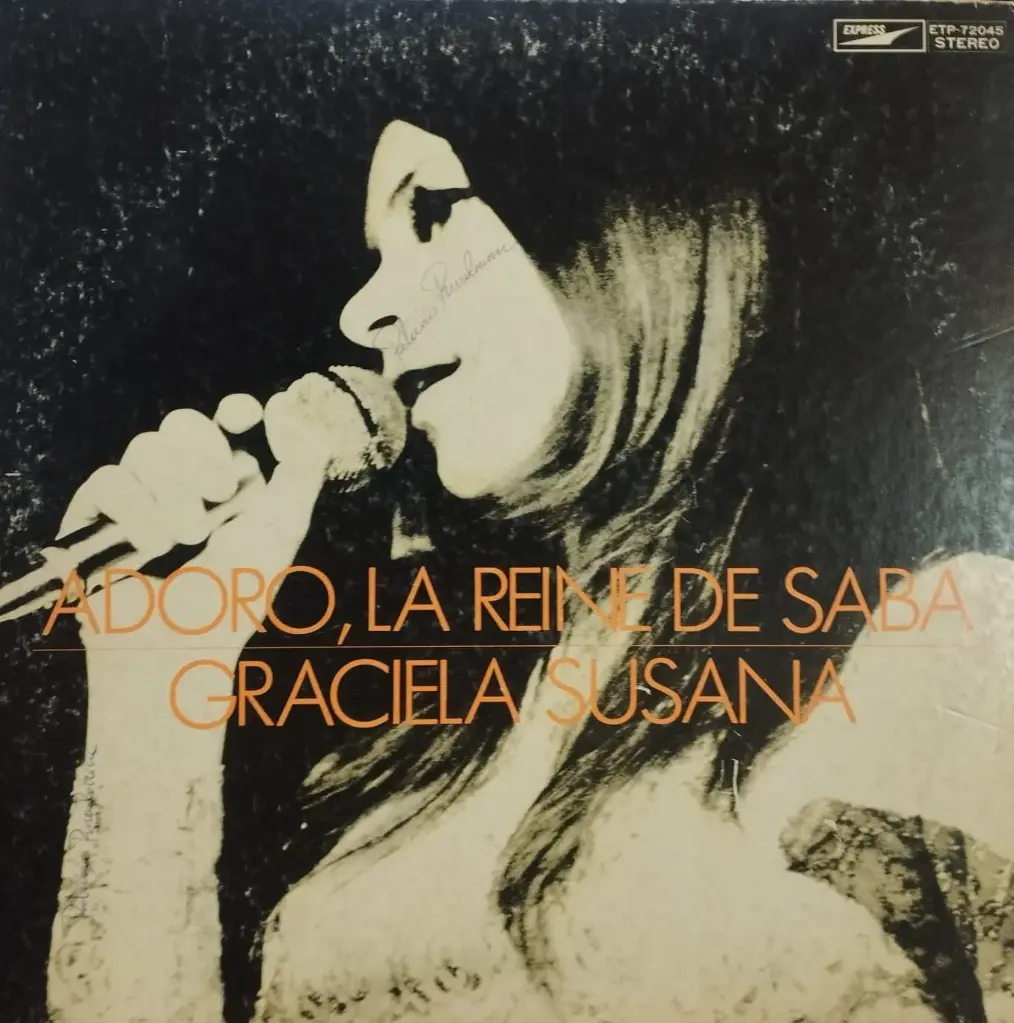 EXPRESS
ETP-72045
STEREO
ADORO, LA REINE DE SABA
GRACIELA SUSANA